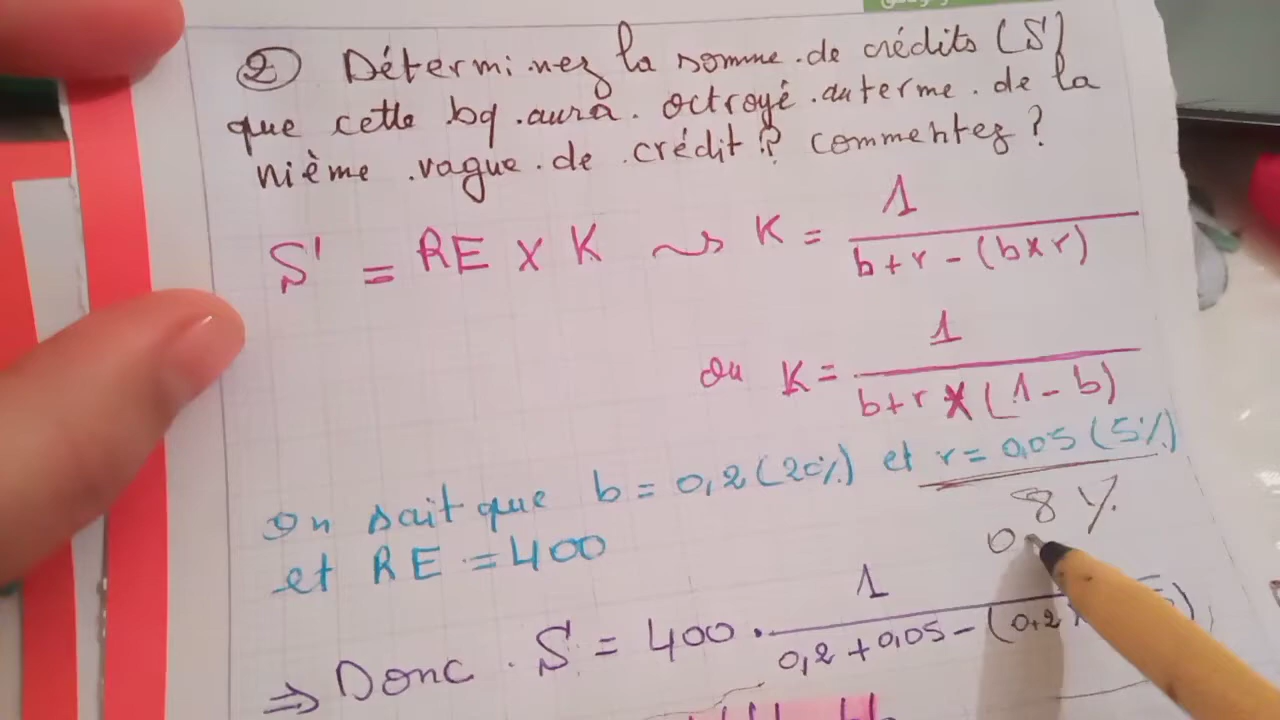 ② Déterminez la somme de crédits (S)
que cette bq aura octroyé au terme de la
nième vague de crédit ? commentez ?
1
S' = RE X K ⤳ K =
b+r - (b×r)
1
ou K =
b+r X (1 - b)
On sait que b = 0,2 (20%) et r = 0,05 (5%)
8 %
et RE = 400
0
1
⇒ Donc . S = 400 .
0,2 + 0,05 - (0,2